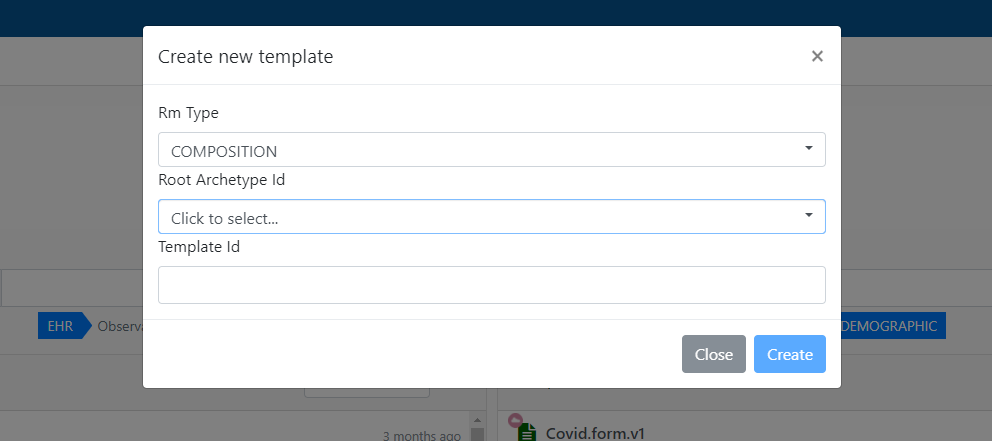 Create new template
×
Rm Type
COMPOSITION
Root Archetype Id
Click to select...
Template Id
EHR
Observa
DEMOGRAPHIC
Close
Create
3 months ago
Covid.form.v1